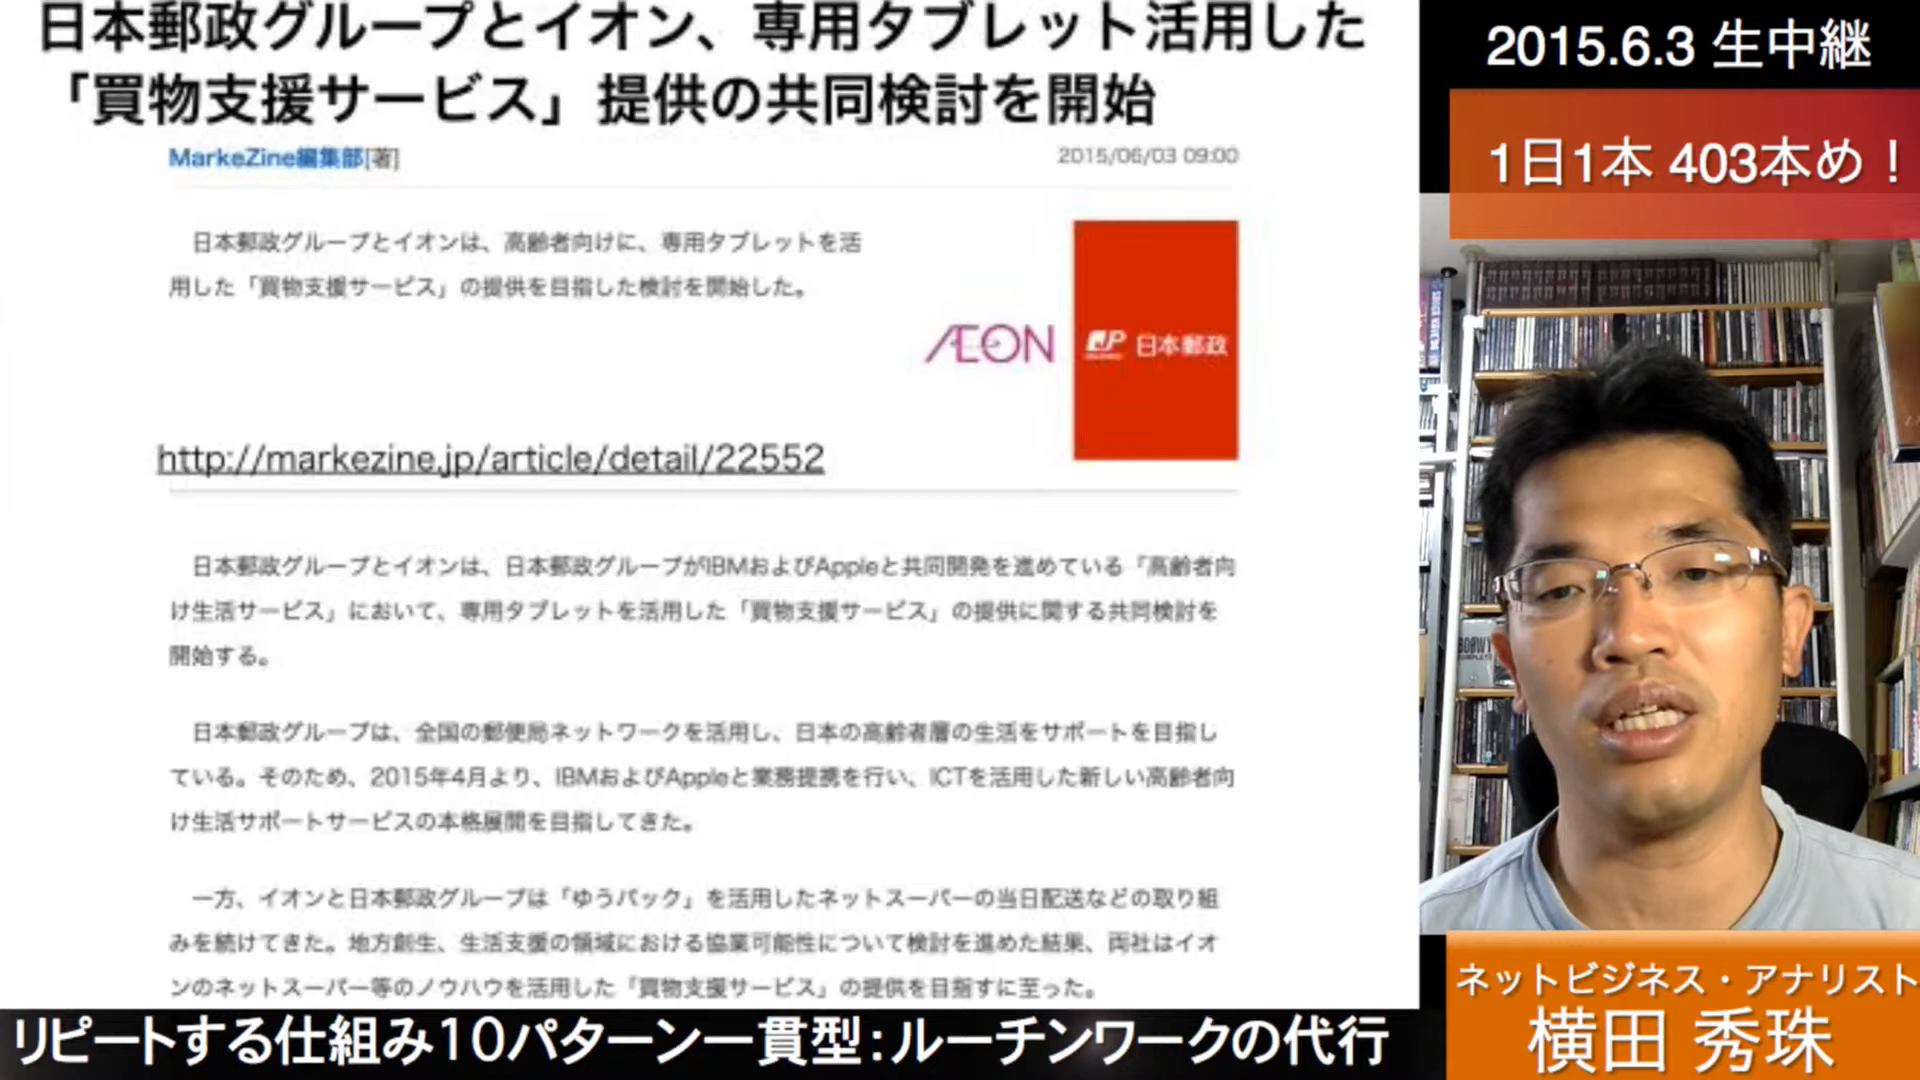 日本郵政グループとイオン、専用タブレット活用した
「買物支援サービス」提供の共同検討を開始
MarkeZine編集部[著]
2015/06/03 09:00
日本郵政グループとイオンは、高齢者向けに、専用タブレットを活
用した「買物支援サービス」の提供を目指した検討を開始した。
ÆON
JP 日本郵政
http://markezine.jp/article/detail/22552
日本郵政グループとイオンは、日本郵政グループがIBMおよびAppleと共同開発を進めている「高齢者向
け生活サービス」において、専用タブレットを活用した「買物支援サービス」の提供に関する共同検討を
開始する。
日本郵政グループは、全国の郵便局ネットワークを活用し、日本の高齢者層の生活をサポートを目指し
ている。そのため、2015年4月より、IBMおよびAppleと業務提携を行い、ICTを活用した新しい高齢者向
け生活サポートサービスの本格展開を目指してきた。
一方、イオンと日本郵政グループは「ゆうパック」を活用したネットスーパーの当日配送などの取り組
みを続けてきた。地方創生、生活支援の領域における協業可能性について検討を進めた結果、両社はイオ
ンのネットスーパー等のノウハウを活用した「買物支援サービス」の提供を目指すに至った。
リピートする仕組み10パターン一貫型：ルーチンワークの代行
2015.6.3 生中継
1日1本 403本め！
BOØWY
COMPLETE
ネットビジネス・アナリスト
横田 秀珠